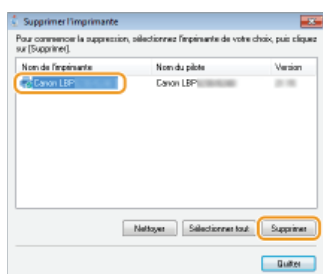 Supprimer l'imprimante
Pour commencer la suppression, sélectionnez l'imprimante de votre choix, puis cliquez
sur [Supprimer].
Nom de l'imprimante Nom du pilote Version
Canon LBP Canon LBP
Nettoyer Sélectionner tout Supprimer
Quitter